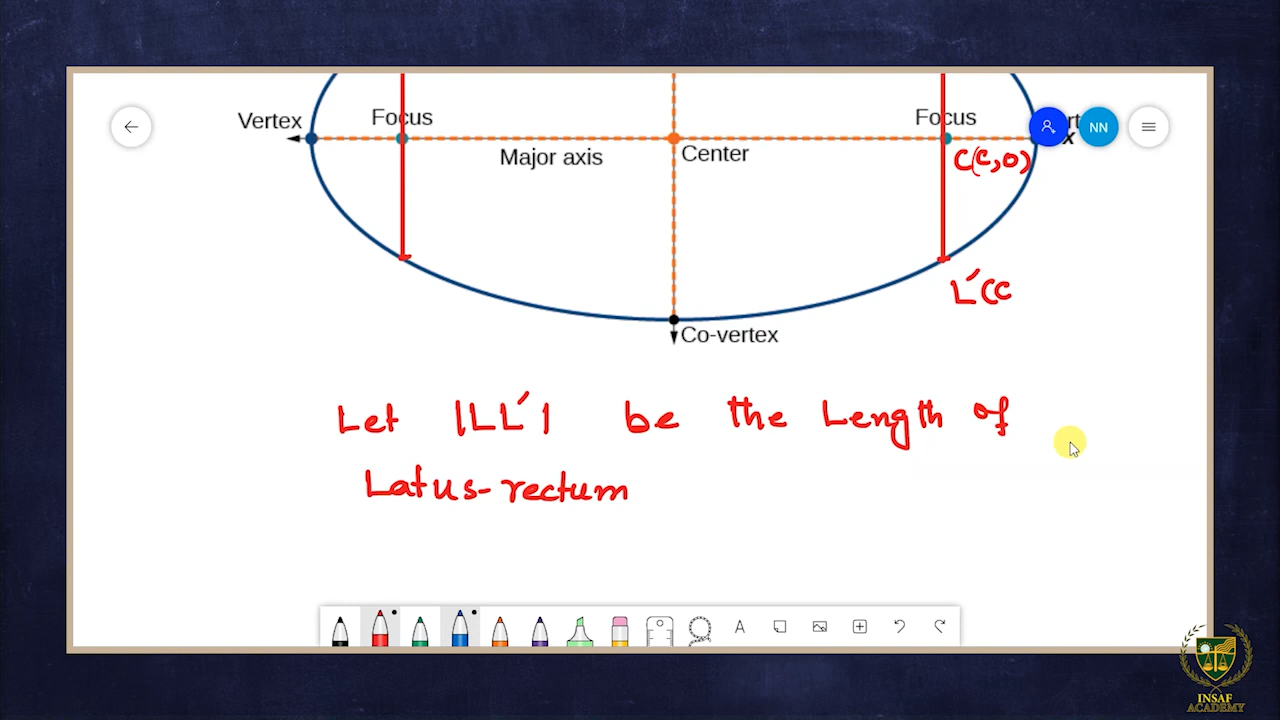 Vertex
Focus
Focus
NN
Major axis
Center
C(c,0)
x
L'(c
Co-vertex
Let |LL'| be the Length of
Latus-rectum
A
INSAF
ACADEMY